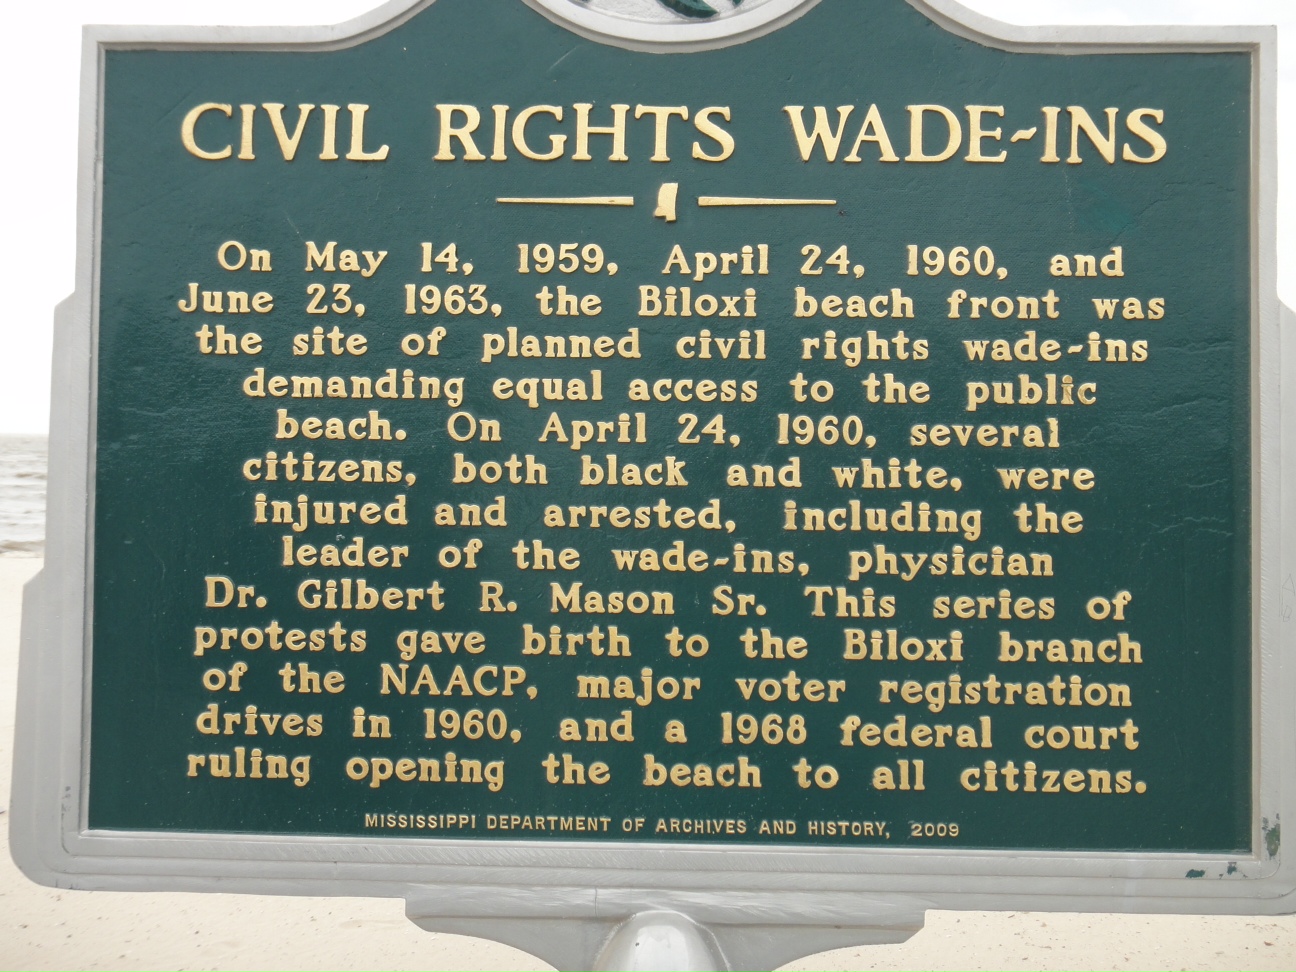 CIVIL RIGHTS WADE-INS
On May 14, 1959, April 24, 1960, and
June 23, 1963, the Biloxi beach front was
the site of planned civil rights wade-ins
demanding equal access to the public
beach. On April 24, 1960, several
citizens, both black and white, were
injured and arrested, including the
leader of the wade-ins, physician
Dr. Gilbert R. Mason Sr. This series of
protests gave birth to the Biloxi branch
of the NAACP, major voter registration
drives in 1960, and a 1968 federal court
ruling opening the beach to all citizens.
MISSISSIPPI DEPARTMENT OF ARCHIVES AND HISTORY, 2009